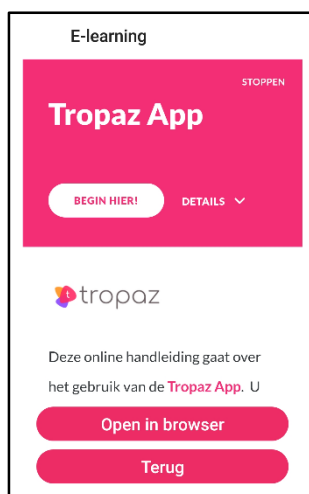 E-learning
STOPPEN
Tropaz App
BEGIN HIER! DETAILS
tropaz
Deze online handleiding gaat over
het gebruik van de Tropaz App. U
Open in browser
Terug